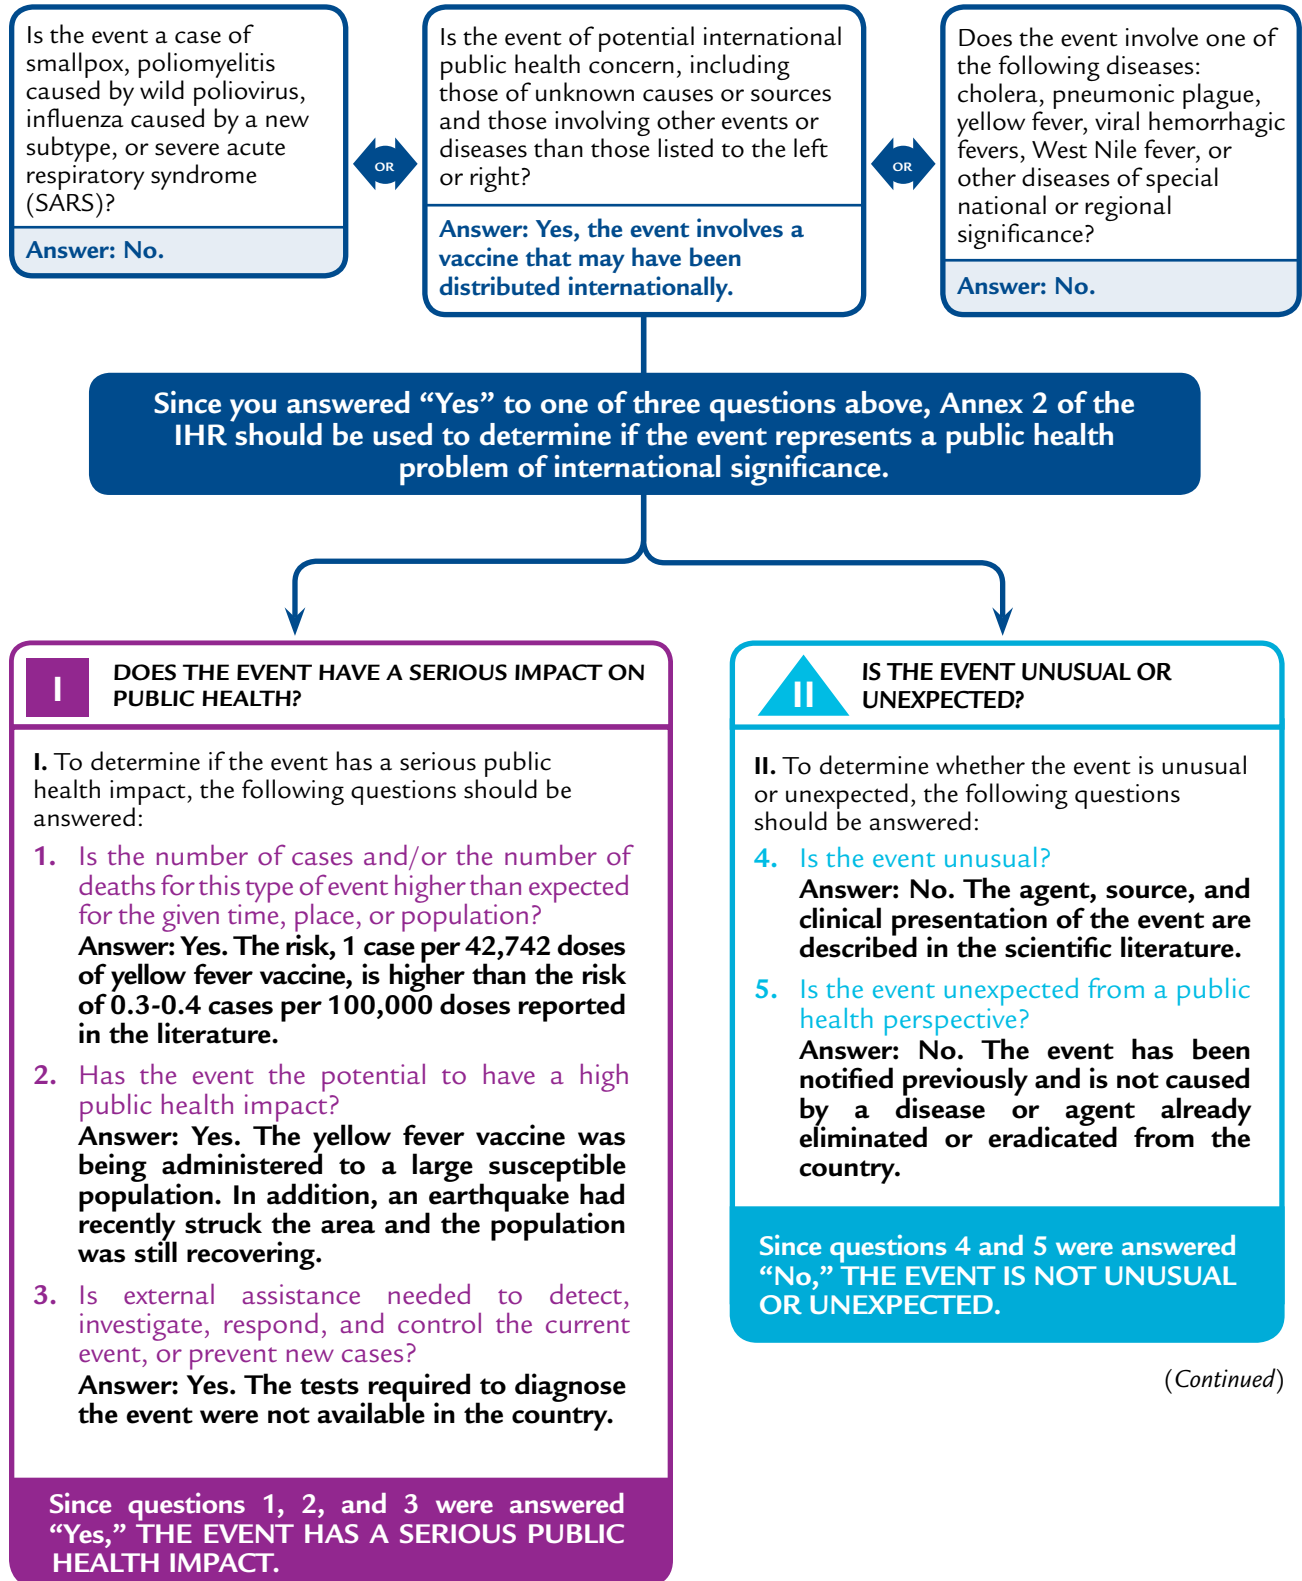 Is the event a case of
smallpox, poliomyelitis
caused by wild poliovirus,
influenza caused by a new
subtype, or severe acute
respiratory syndrome
(SARS)?
Answer: No.
OR
Is the event of potential international
public health concern, including
those of unknown causes or sources
and those involving other events or
diseases than those listed to the left
or right?
Answer: Yes, the event involves a
vaccine that may have been
distributed internationally.
OR
Does the event involve one of
the following diseases:
cholera, pneumonic plague,
yellow fever, viral hemorrhagic
fevers, West Nile fever, or
other diseases of special
national or regional
significance?
Answer: No.
Since you answered “Yes” to one of three questions above, Annex 2 of the
IHR should be used to determine if the event represents a public health
problem of international significance.
I
DOES THE EVENT HAVE A SERIOUS IMPACT ON
PUBLIC HEALTH?
I. To determine if the event has a serious public
health impact, the following questions should be
answered:
1. Is the number of cases and/or the number of
deaths for this type of event higher than expected
for the given time, place, or population?
Answer: Yes. The risk, 1 case per 42,742 doses
of yellow fever vaccine, is higher than the risk
of 0.3-0.4 cases per 100,000 doses reported
in the literature.
2. Has the event the potential to have a high
public health impact?
Answer: Yes. The yellow fever vaccine was
being administered to a large susceptible
population. In addition, an earthquake had
recently struck the area and the population
was still recovering.
3. Is external assistance needed to detect,
investigate, respond, and control the current
event, or prevent new cases?
Answer: Yes. The tests required to diagnose
the event were not available in the country.
Since questions 1, 2, and 3 were answered
“Yes,” THE EVENT HAS A SERIOUS PUBLIC
HEALTH IMPACT.
II
IS THE EVENT UNUSUAL OR
UNEXPECTED?
II. To determine whether the event is unusual
or unexpected, the following questions
should be answered:
4. Is the event unusual?
Answer: No. The agent, source, and
clinical presentation of the event are
described in the scientific literature.
5. Is the event unexpected from a public
health perspective?
Answer: No. The event has been
notified previously and is not caused
by a disease or agent already
eliminated or eradicated from the
country.
Since questions 4 and 5 were answered
“No,” THE EVENT IS NOT UNUSUAL
OR UNEXPECTED.
(Continued)